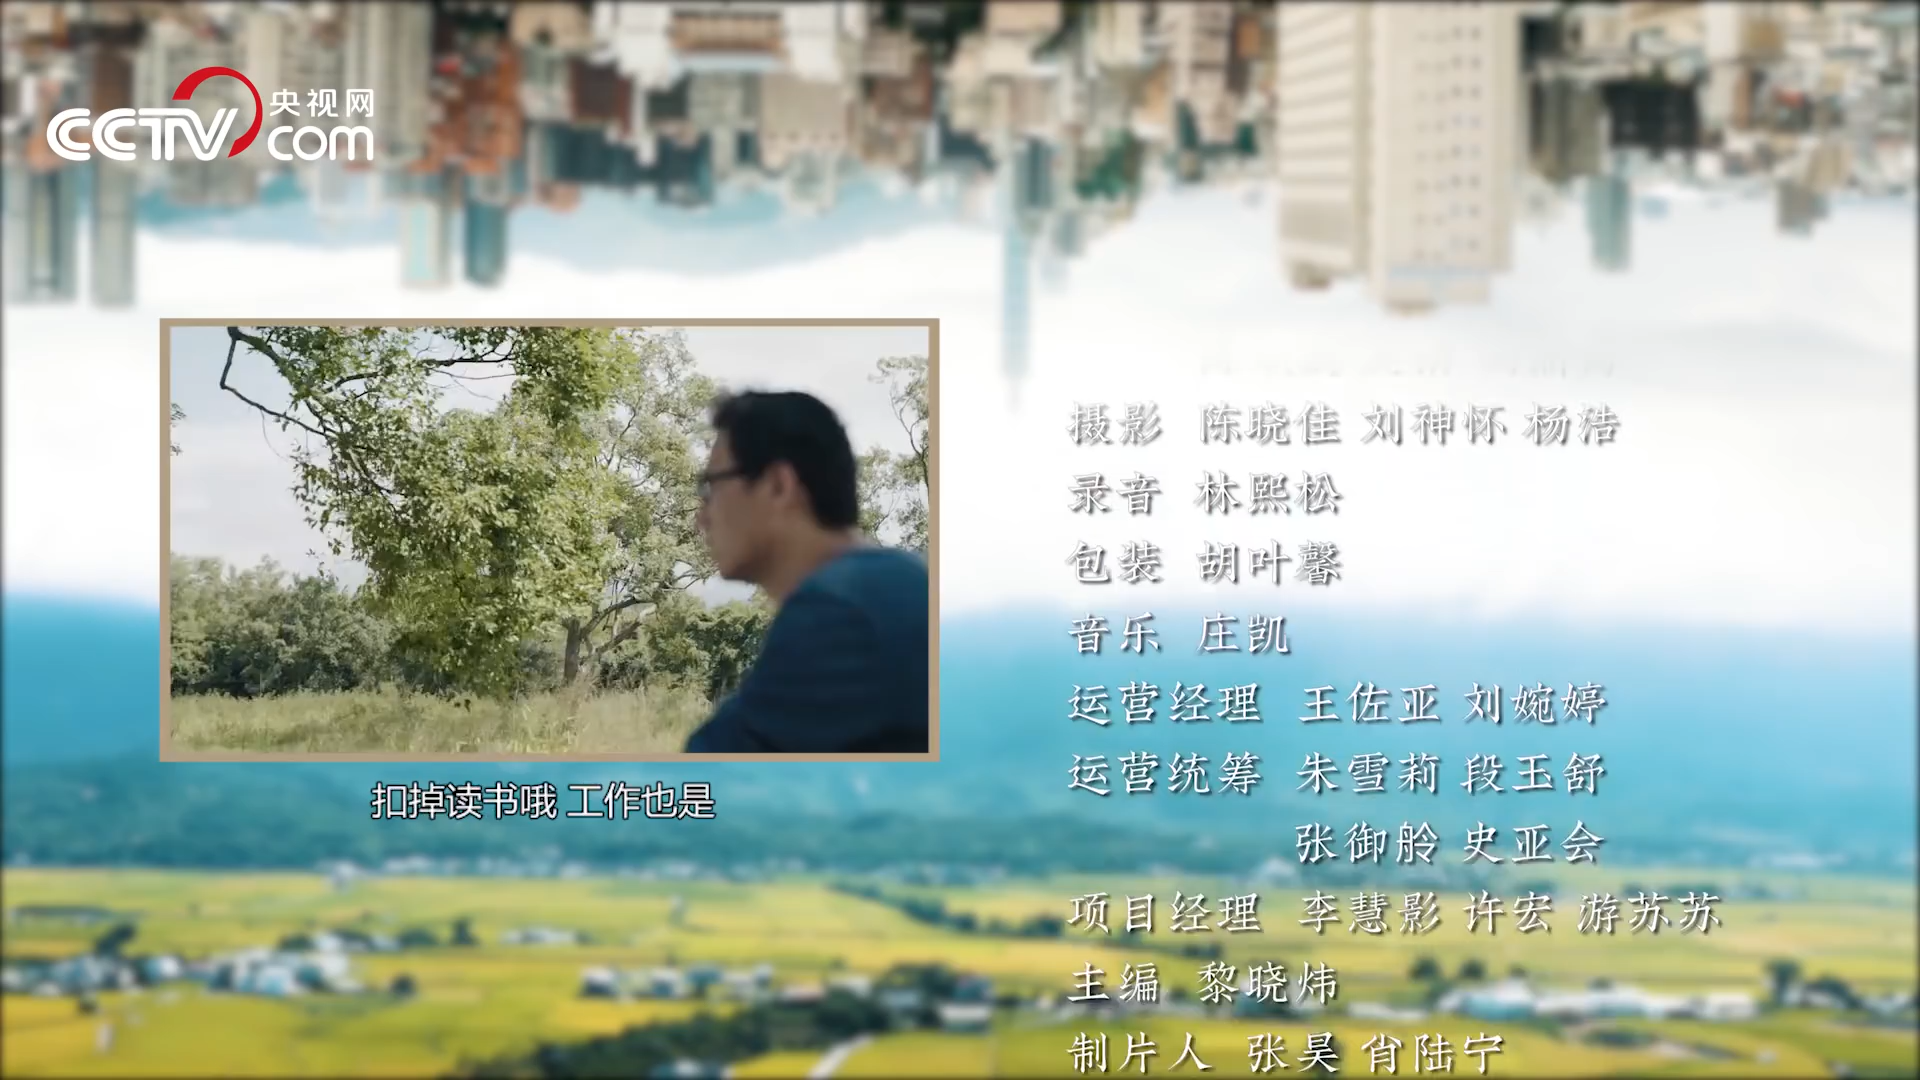 CCTV 央视网
com
摄影 陈晓佳 刘神怀 杨浩
录音 林熙松
包装 胡叶馨
音乐 庄凯
运营经理 王佐亚 刘婉婷
运营统筹 朱雪莉 段玉舒
张御舲 史亚会
项目经理 李慧影 许宏 游苏苏
主编 黎晓炜
制片人 张昊 肖陆宁
扣掉读书哦 工作也是